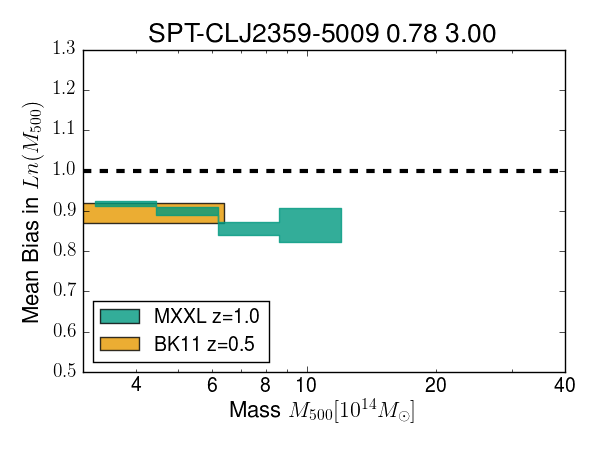 SPT-CLJ2359-5009 0.78 3.00
1.3
1.2
1.1
1.0
0.9
0.8
0.7
0.6
0.5
Mean Bias in Ln(M500)
MXXL z=1.0
BK11 z=0.5
4 6 8 10 20 40
Mass M500[10^14 M⊙]